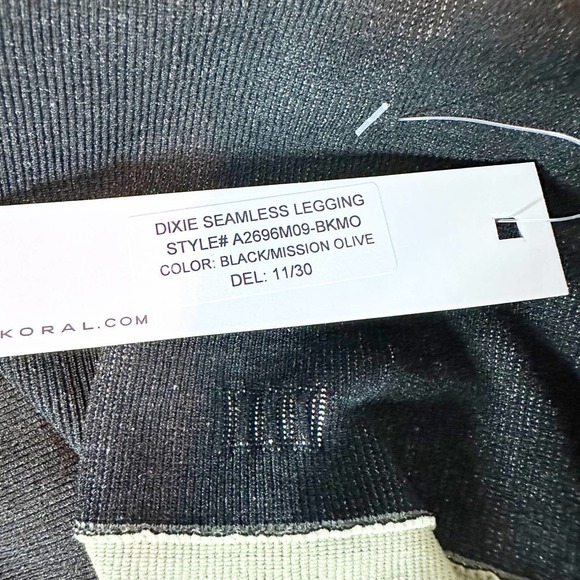 DIXIE SEAMLESS LEGGING
STYLE# A2696M09-BKMO
COLOR: BLACK/MISSION OLIVE
DEL: 11/30
KORAL.COM